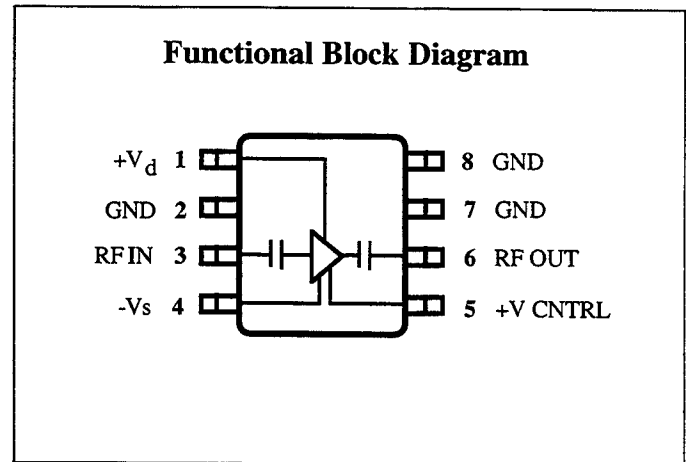 Functional Block Diagram
+Vd 1
8 GND
GND 2
7 GND
RF IN 3
6 RF OUT
-Vs 4
5 +V CNTRL